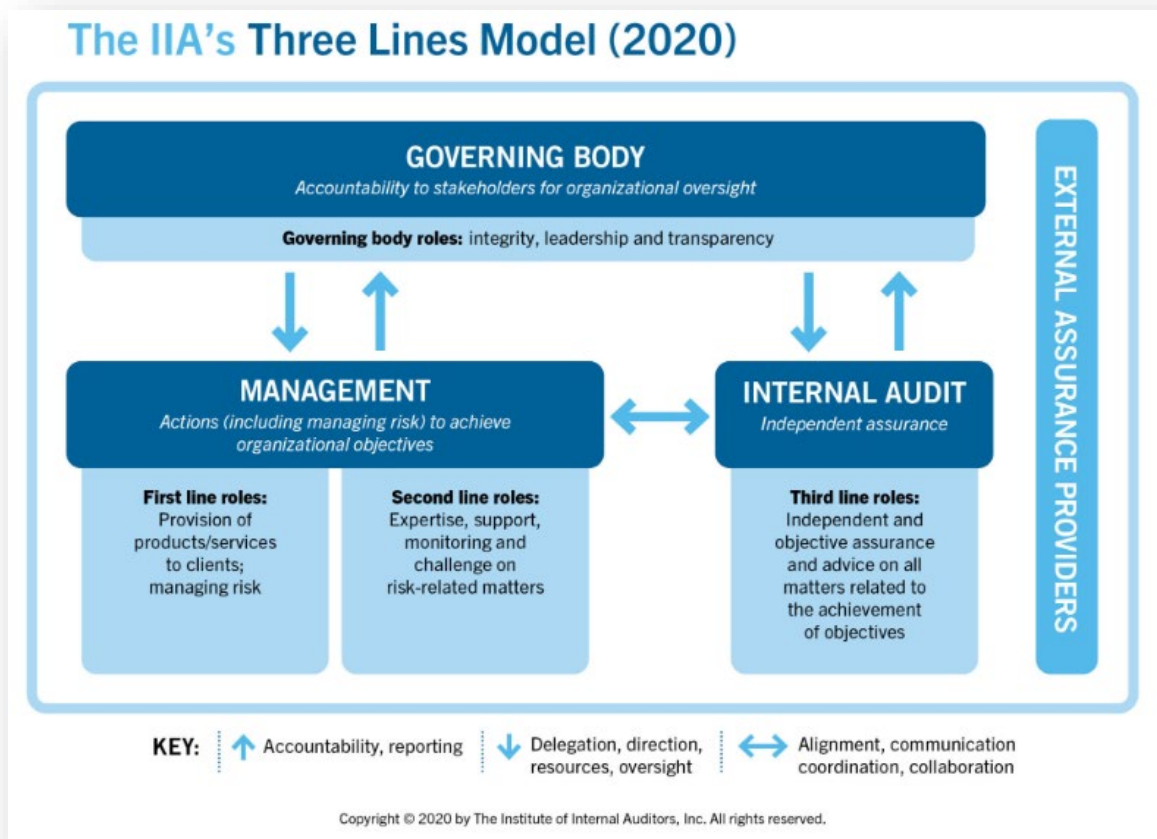 The IIA's Three Lines Model (2020)
GOVERNING BODY
Accountability to stakeholders for organizational oversight
Governing body roles: integrity, leadership and transparency
MANAGEMENT
Actions (including managing risk) to achieve
organizational objectives
First line roles:
Provision of
products/services
to clients;
managing risk
Second line roles:
Expertise, support,
monitoring and
challenge on
risk-related matters
INTERNAL AUDIT
Independent assurance
Third line roles:
Independent and
objective assurance
and advice on all
matters related to
the achievement
of objectives
EXTERNAL ASSURANCE PROVIDERS
KEY:
Accountability, reporting
Delegation, direction,
resources, oversight
Alignment, communication
coordination, collaboration
Copyright © 2020 by The Institute of Internal Auditors, Inc. All rights reserved.